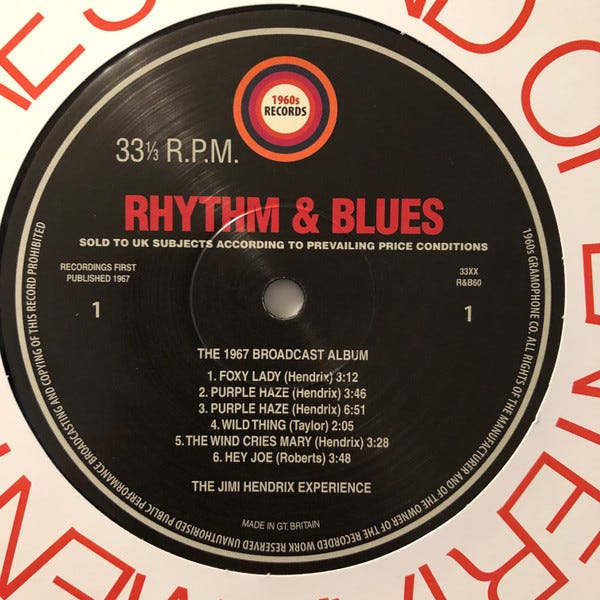 1960s
RECORDS
33⅓ R.P.M.
RHYTHM & BLUES
SOLD TO UK SUBJECTS ACCORDING TO PREVAILING PRICE CONDITIONS
RECORDINGS FIRST
PUBLISHED 1967
33XX
R&B60
1
1
THE 1967 BROADCAST ALBUM
1. FOXY LADY (Hendrix) 3:12
2. PURPLE HAZE (Hendrix) 3:46
3. PURPLE HAZE (Hendrix) 6:51
4. WILD THING (Taylor) 2:05
5.THE WIND CRIES MARY (Hendrix) 3:28
6. HEY JOE (Roberts) 3:48
THE JIMI HENDRIX EXPERIENCE
MADE IN GT. BRITAIN
1960s GRAMOPHONE CO. ALL RIGHTS OF THE MANUFACTURER AND OF THE OWNER OF THE RECORDED WORK RESERVED UNAUTHORISED PUBLIC PERFORMANCE BROADCASTING AND COPYING OF THIS RECORD PROHIBITED